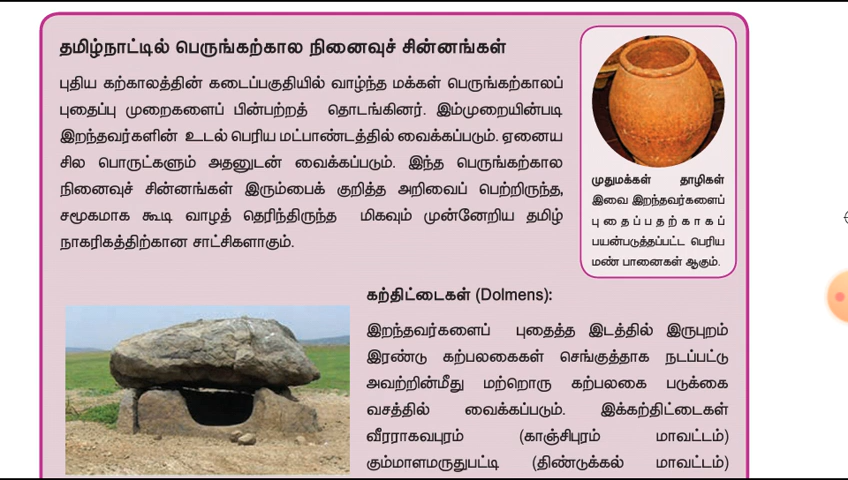 தமிழ்நாட்டில் பெருங்கற்கால நினைவுச் சின்னங்கள்
புதிய கற்காலத்தின் கடைப்பகுதியில் வாழ்ந்த மக்கள் பெருங்கற்காலப்
புதைப்பு முறைகளைப் பின்பற்றத் தொடங்கினர். இம்முறையின்படி
இறந்தவர்களின் உடல் பெரிய மட்பாண்டத்தில் வைக்கப்படும். ஏனைய
சில பொருட்களும் அதனுடன் வைக்கப்படும். இந்த பெருங்கற்கால
நினைவுச் சின்னங்கள் இரும்பைக் குறித்த அறிவைப் பெற்றிருந்த,
சமூகமாக கூடி வாழத் தெரிந்திருந்த மிகவும் முன்னேறிய தமிழ்
நாகரிகத்திற்கான சாட்சிகளாகும்.
முதுமக்கள் தாழிகள்
இவை இறந்தவர்களைப்
புதைப்பதற்காகப்
பயன்படுத்தப்பட்ட பெரிய
மண் பானைகள் ஆகும்.
கற்திட்டைகள் (Dolmens):
இறந்தவர்களைப் புதைத்த இடத்தில் இருபுறம்
இரண்டு கற்பலகைகள் செங்குத்தாக நடப்பட்டு
அவற்றின்மீது மற்றொரு கற்பலகை படுக்கை
வசத்தில் வைக்கப்படும். இக்கற்திட்டைகள்
வீரராகவபுரம் (காஞ்சிபுரம் மாவட்டம்)
கும்மாளமருதுபட்டி (திண்டுக்கல் மாவட்டம்)